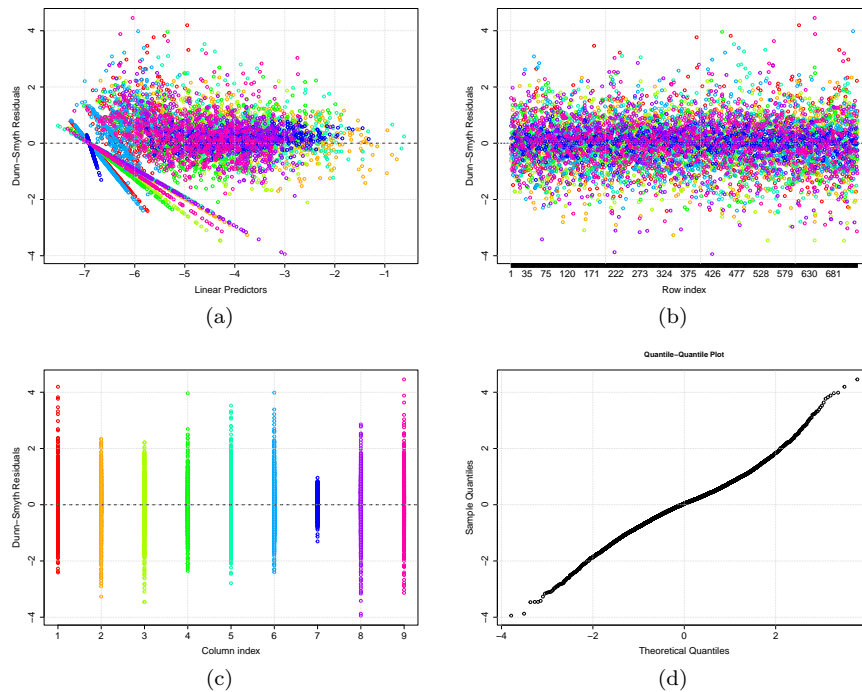 Dunn−Smyth Residuals
4
2
0
−2
−4
−7 −6 −5 −4 −3 −2 −1
Linear Predictors
(a)
Dunn−Smyth Residuals
4
2
0
−2
−4
1 35 75 120 171 222 273 324 375 426 477 528 579 630 681
Row index
(b)
Dunn−Smyth Residuals
4
2
0
−2
−4
1 2 3 4 5 6 7 8 9
Column index
(c)
Quantile−Quantile Plot
Sample Quantiles
4
2
0
−2
−4
−4 −2 0 2
Theoretical Quantiles
(d)